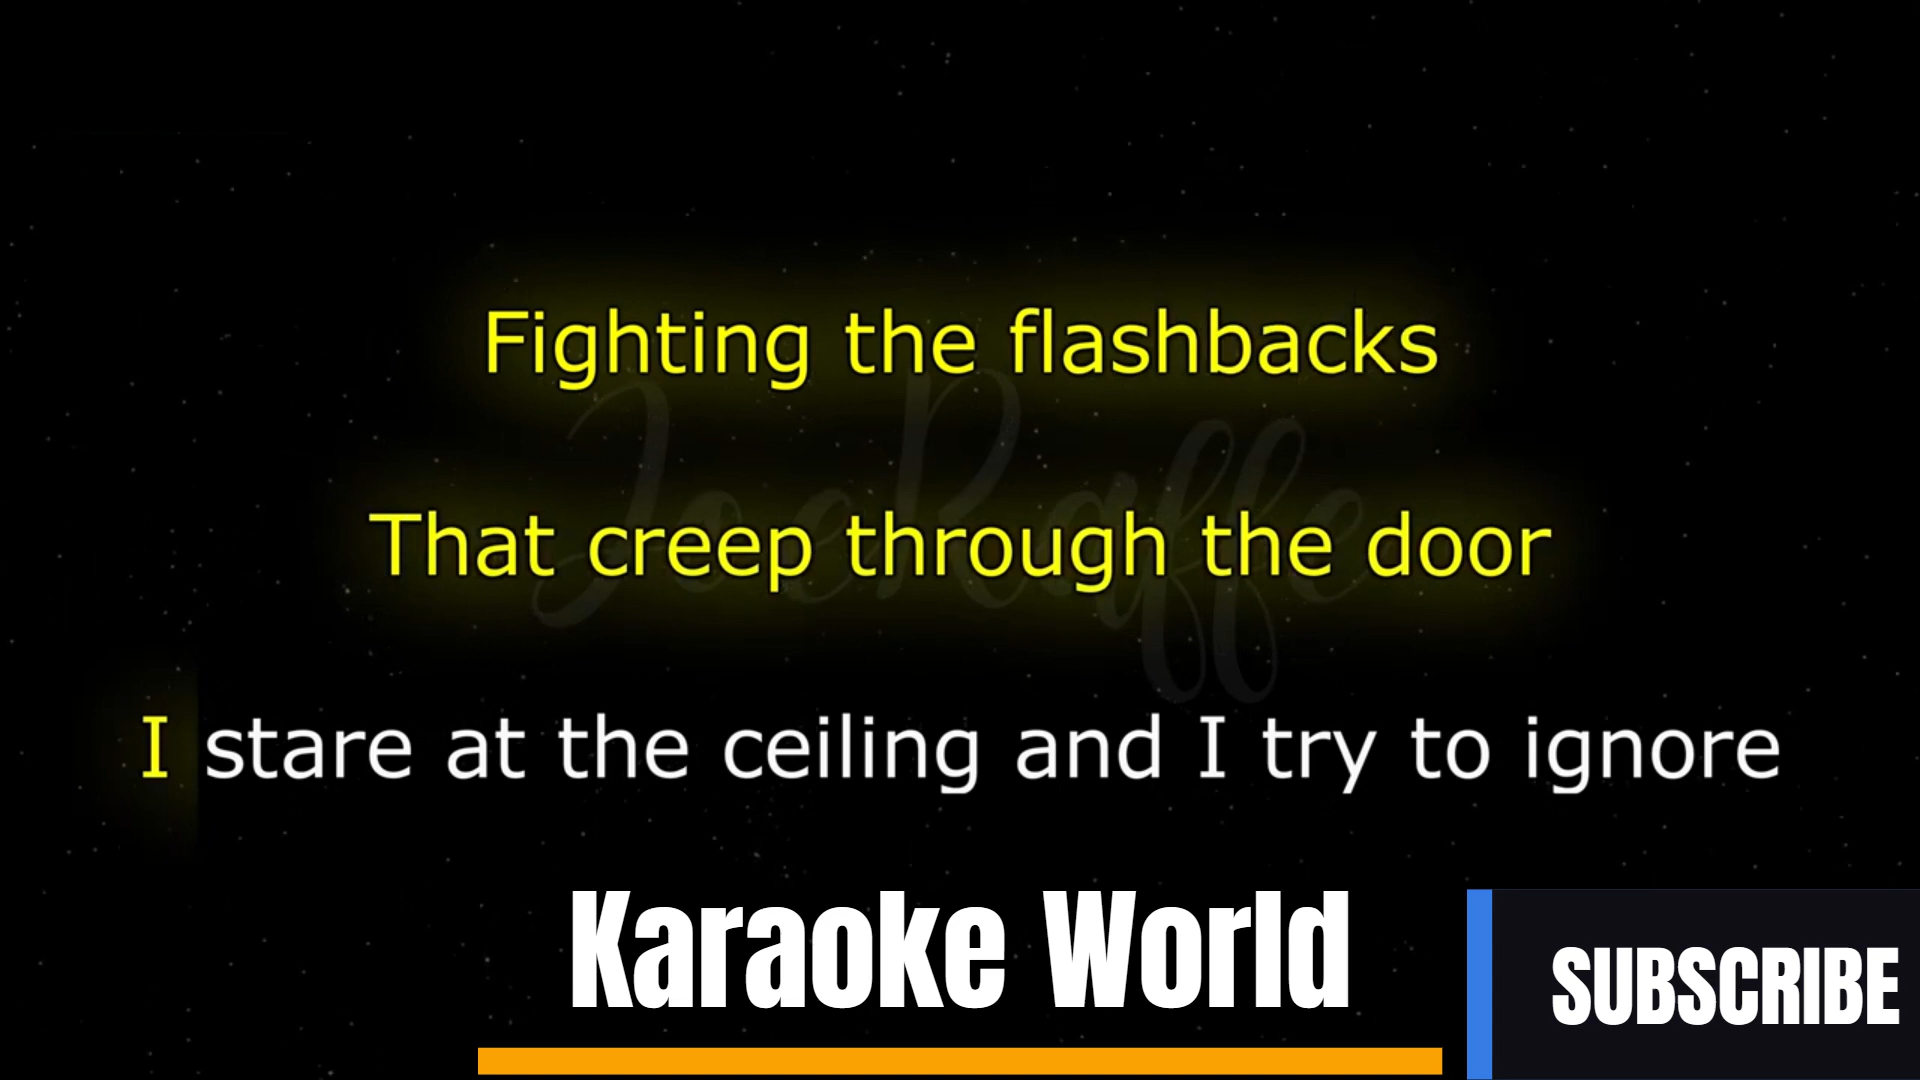 Fighting the flashbacks
That creep through the door
JocRaffe
I stare at the ceiling and I try to ignore
Karaoke World
SUBSCRIBE